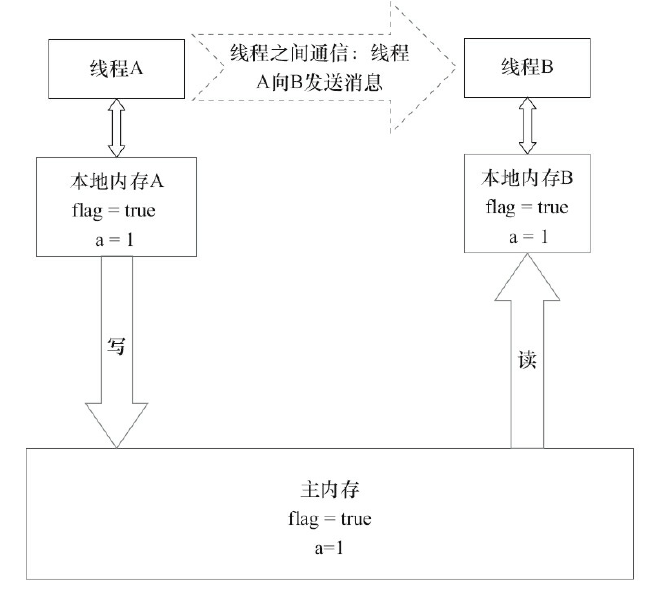 线程A
线程之间通信：线程
A向B发送消息
线程B
本地内存A
flag = true
a = 1
本地内存B
flag = true
a = 1
写
读
主内存
flag = true
a=1